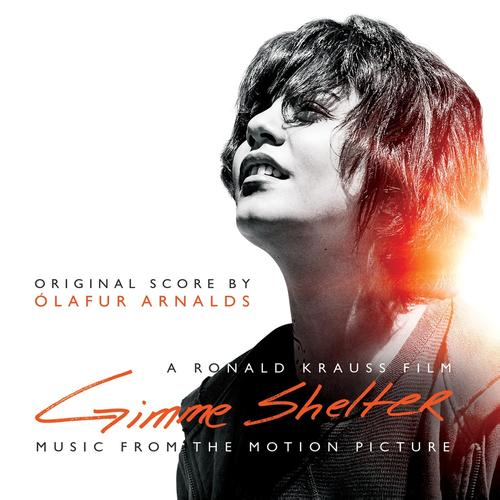 ORIGINAL SCORE BY
ÓLAFUR ARNALDS
A RONALD KRAUSS FILM
Gimme Shelter
MUSIC FROM THE MOTION PICTURE